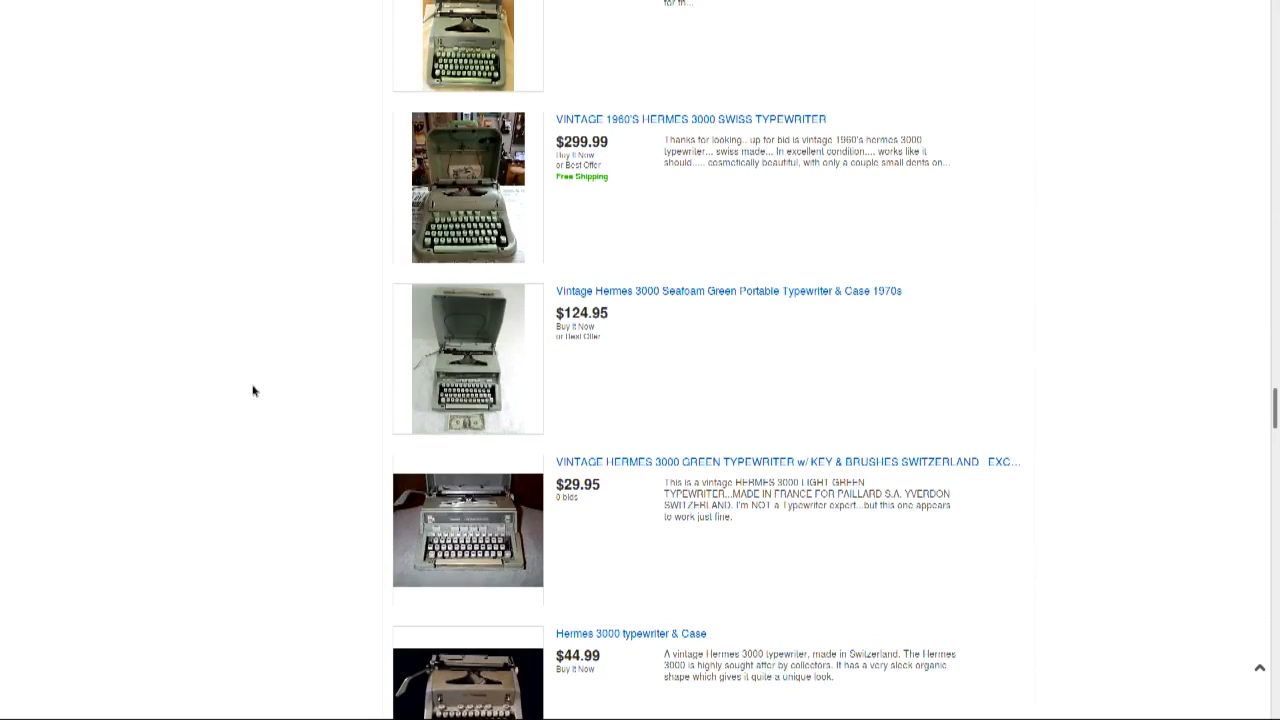 for th...
VINTAGE 1960'S HERMES 3000 SWISS TYPEWRITER
$299.99
Buy It Now
or Best Offer
Free Shipping
Thanks for looking.. up for bid is vintage 1960's hermes 3000
typewriter... swiss made... In excellent condition.... works like it
should..... cosmetically beautiful, with only a couple small dents on...
Vintage Hermes 3000 Seafoam Green Portable Typewriter & Case 1970s
$124.95
Buy It Now
or Best Offer
VINTAGE HERMES 3000 GREEN TYPEWRITER w/ KEY & BRUSHES SWITZERLAND EXC...
$29.95
0 bids
This is a vintage HERMES 3000 LIGHT GREEN
TYPEWRITER...MADE IN FRANCE FOR PAILLARD S.A. YVERDON
SWITZERLAND. I'm NOT a Typewriter expert...but this one appears
to work just fine.
Hermes 3000 typewriter & Case
$44.99
Buy It Now
A vintage Hermes 3000 typewriter, made in Switzerland. The Hermes
3000 is highly sought after by collectors. It has a very sleek organic
shape which gives it quite a unique look.